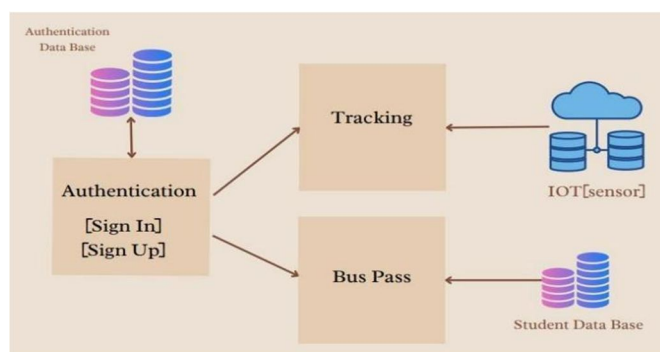 Authentication
Data Base
Tracking
Authentication
[Sign In]
[Sign Up]
IOT[sensor]
Bus Pass
Student Data Base